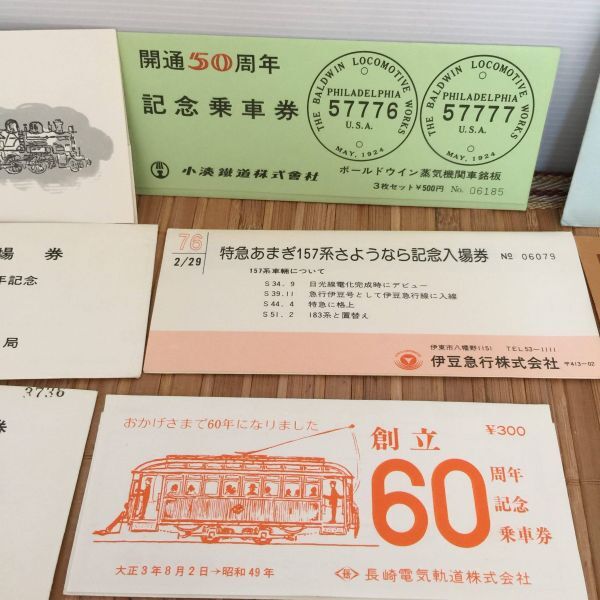 開通50周年
記念乗車券
小湊鐵道株式會社
THE BALDWIN LOCOMOTIVE WORKS
PHILADELPHIA
57776
U.S.A.
MAY, 1924
THE BALDWIN LOCOMOTIVE WORKS
PHILADELPHIA
57777
U.S.A.
MAY, 1924
ボールドウイン蒸気機関車銘板
3枚セット¥500円 No. 06185
場券
年記念
局
76
2/29
特急あまぎ157系さようなら記念入場券 No 06079
157系車輛について
S34.9 日光線電化完成時にデビュー
S39.11 急行伊豆号として伊豆急行線に入線
S44.4 特急に格上
S51.2 183系と置替え
伊東市八幡野1151 TEL53-1111
伊豆急行株式会社 〒413-02
3736
券
おかげさまで60年になりました
創立
60
周年
記念
乗車券
¥300
大正3年8月2日→昭和49年
長崎電気軌道株式会社